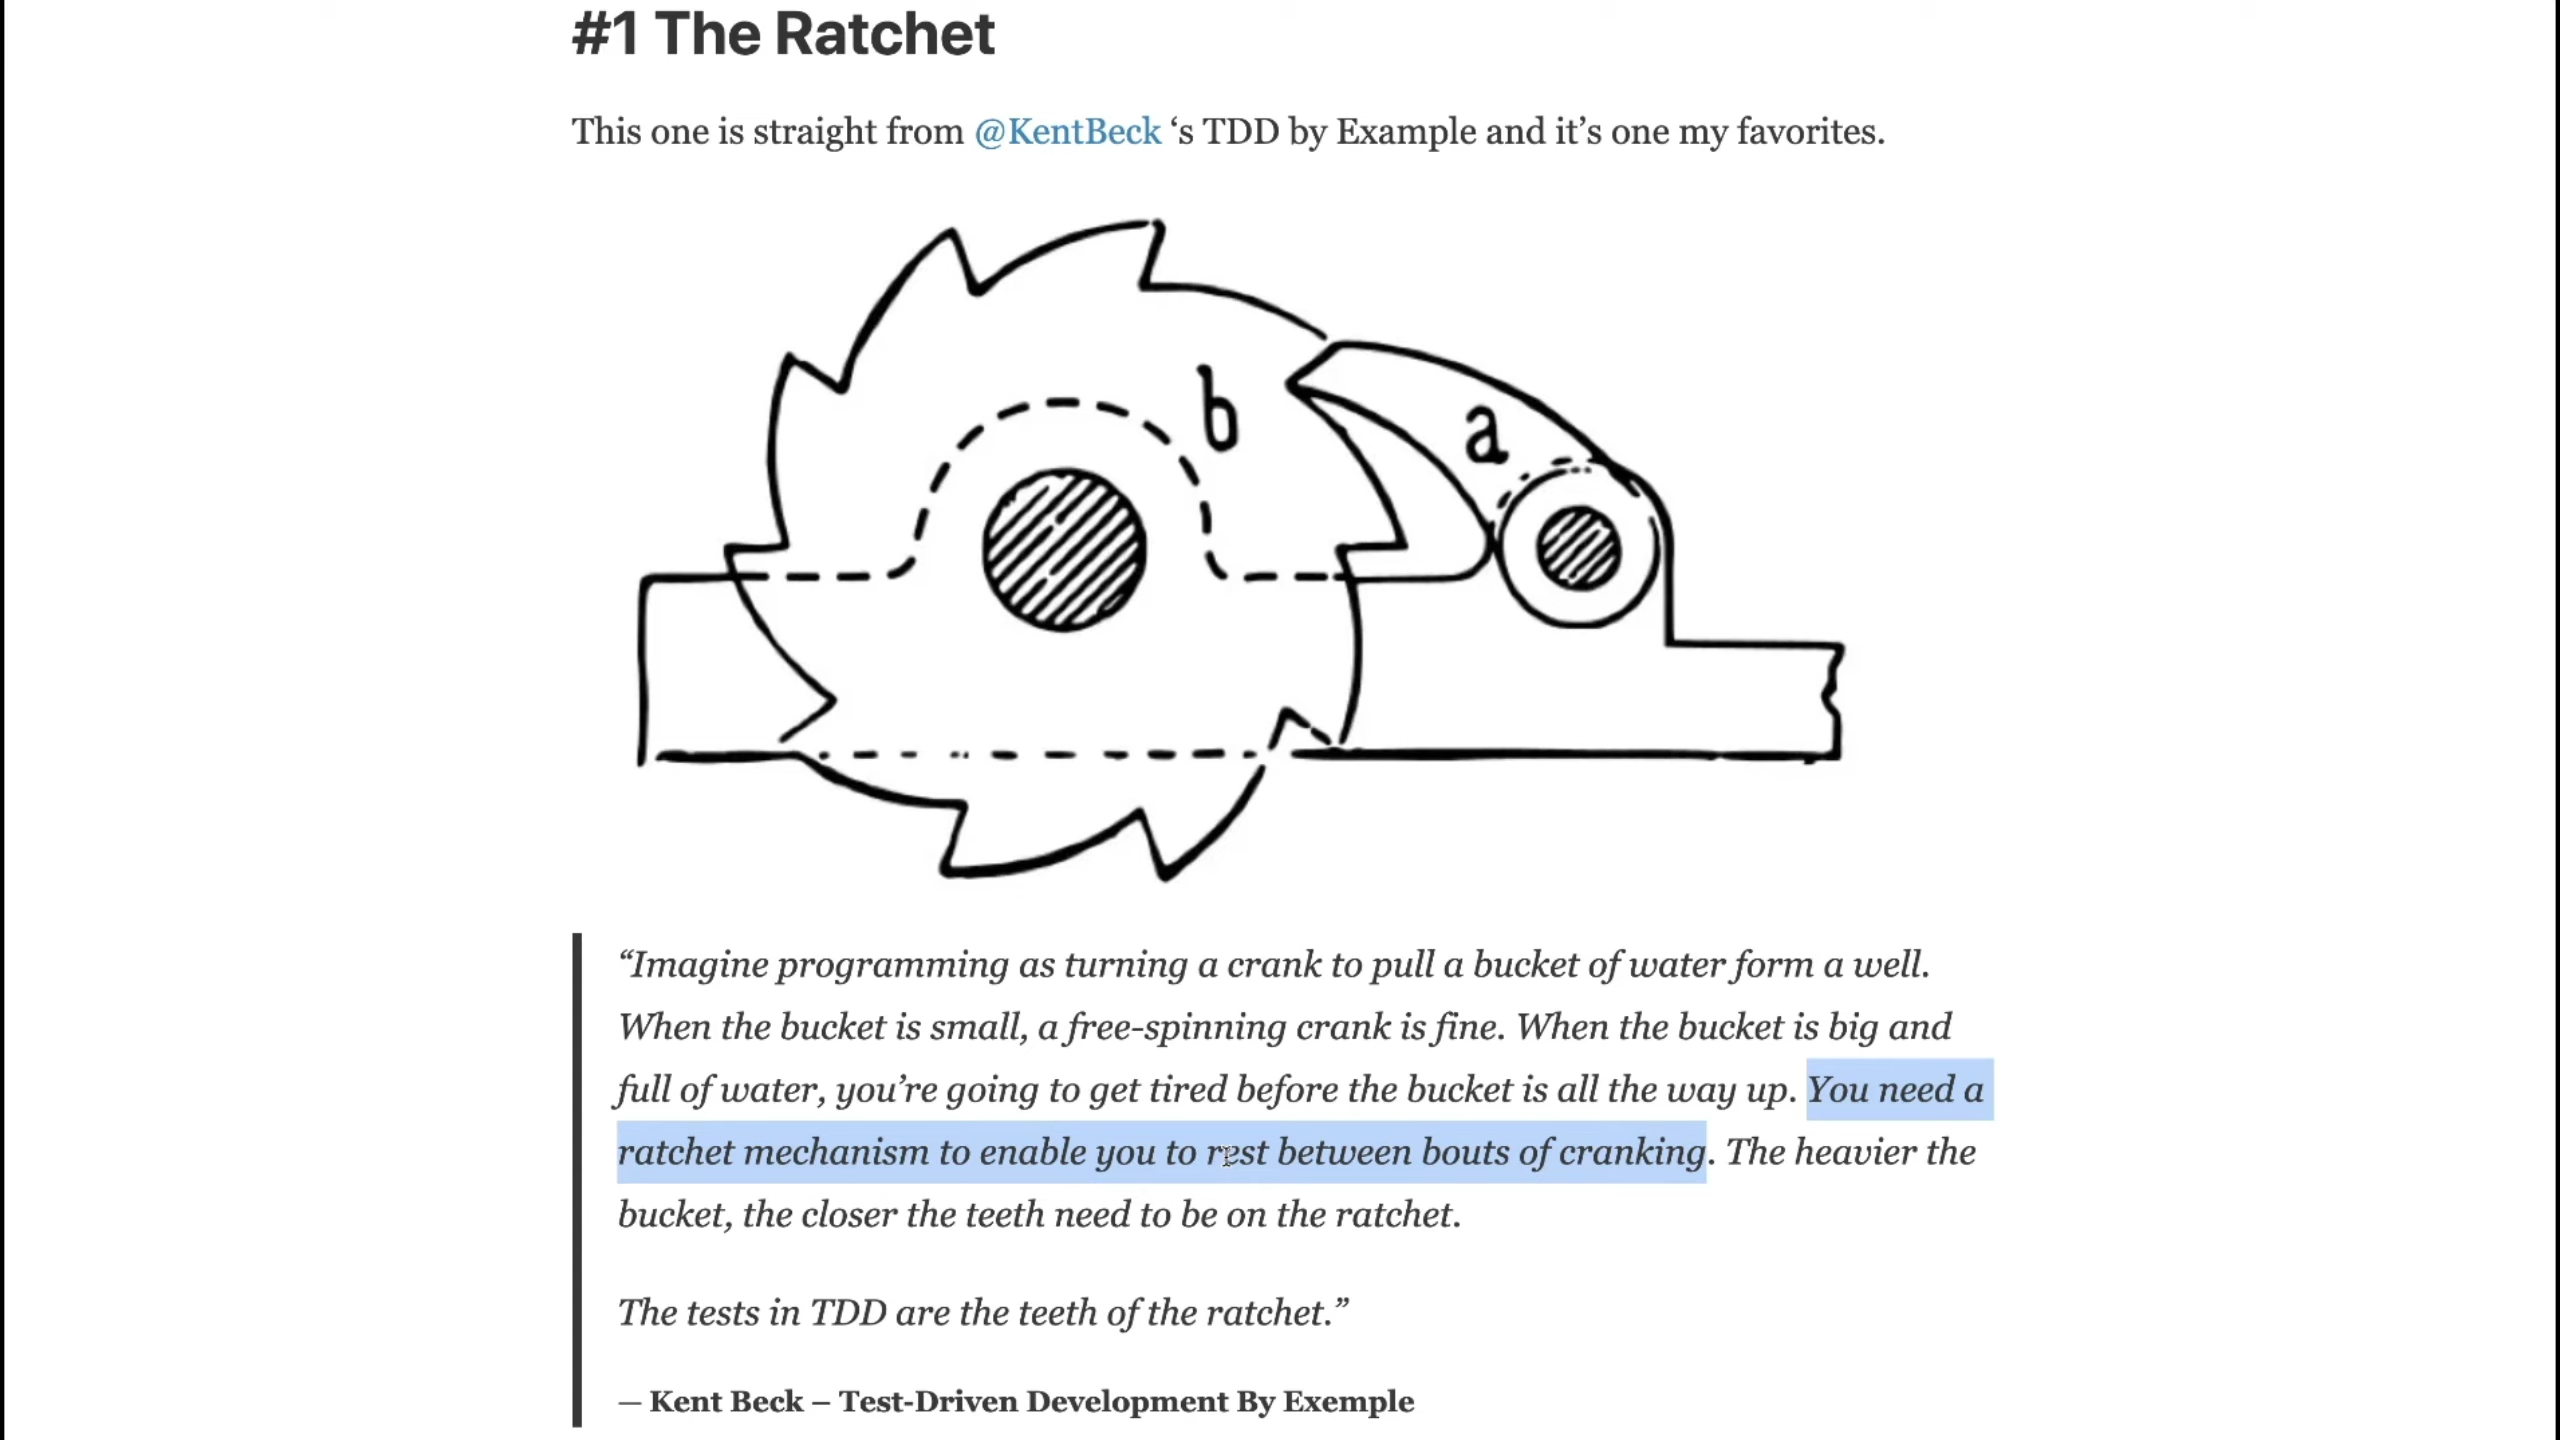 #1 The Ratchet
This one is straight from @KentBeck ‘s TDD by Example and it’s one my favorites.
b
a
“Imagine programming as turning a crank to pull a bucket of water form a well.
When the bucket is small, a free-spinning crank is fine. When the bucket is big and
full of water, you’re going to get tired before the bucket is all the way up. You need a
ratchet mechanism to enable you to rest between bouts of cranking. The heavier the
bucket, the closer the teeth need to be on the ratchet.
The tests in TDD are the teeth of the ratchet.”
— Kent Beck – Test-Driven Development By Exemple